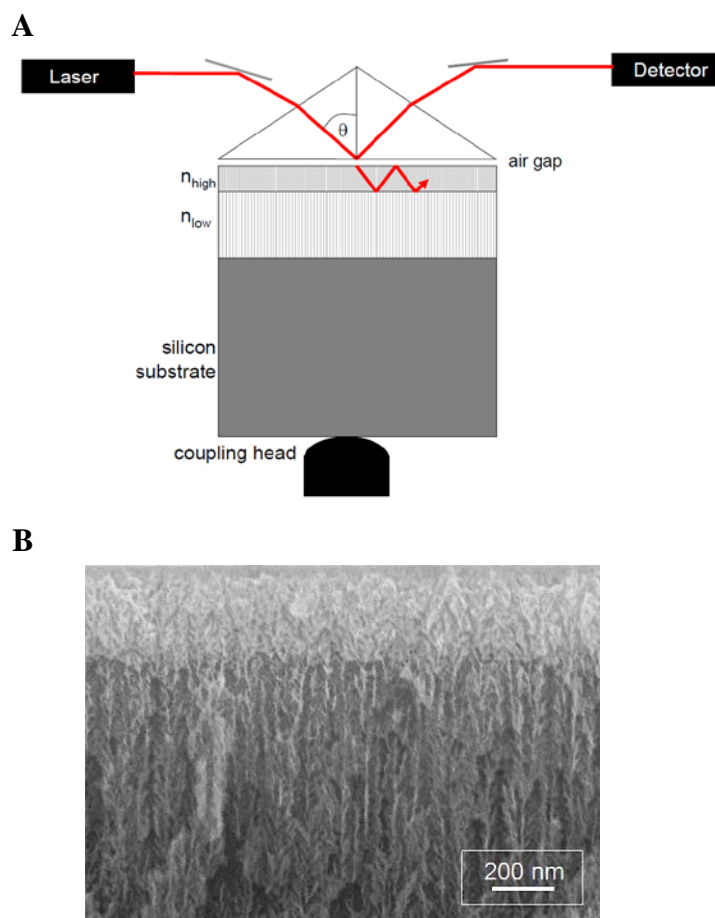 A
Laser
Detector
θ
air gap
nhigh
nlow
silicon
substrate
coupling head
B
200 nm